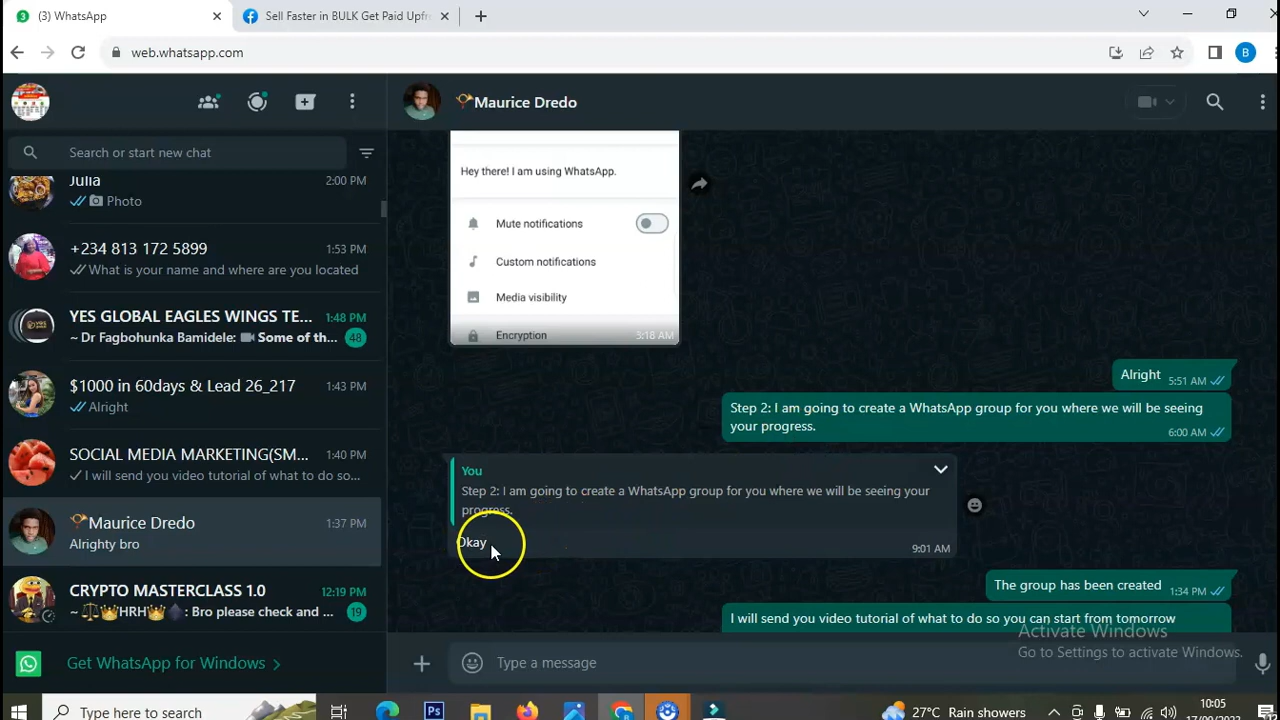 (3) WhatsApp
Sell Faster in BULK Get Paid Upfr
web.whatsapp.com
B
Maurice Dredo
Search or start new chat
Julia 2:00 PM
Photo
+234 813 172 5899 1:53 PM
What is your name and where are you located
YES GLOBAL EAGLES WINGS TE... 1:48 PM
~ Dr Fagbohunka Bamidele: Some of th... 48
$1000 in 60days & Lead 26_217 1:43 PM
Alright
SOCIAL MEDIA MARKETING(SM... 1:40 PM
I will send you video tutorial of what to do so...
Maurice Dredo 1:37 PM
Alrighty bro
CRYPTO MASTERCLASS 1.0 12:19 PM
~ HRH : Bro please check and ... 19
Get WhatsApp for Windows >
Hey there! I am using WhatsApp.
Mute notifications
Custom notifications
Media visibility
Encryption 3:18 AM
Alright 5:51 AM
Step 2: I am going to create a WhatsApp group for you where we will be seeing
your progress. 6:00 AM
You
Step 2: I am going to create a WhatsApp group for you where we will be seeing your
progress.
Okay 9:01 AM
The group has been created 1:34 PM
I will send you video tutorial of what to do so you can start from tomorrow
Activate Windows
Go to Settings to activate Windows.
Type a message
Type here to search
Ps
27°C Rain showers
10:05